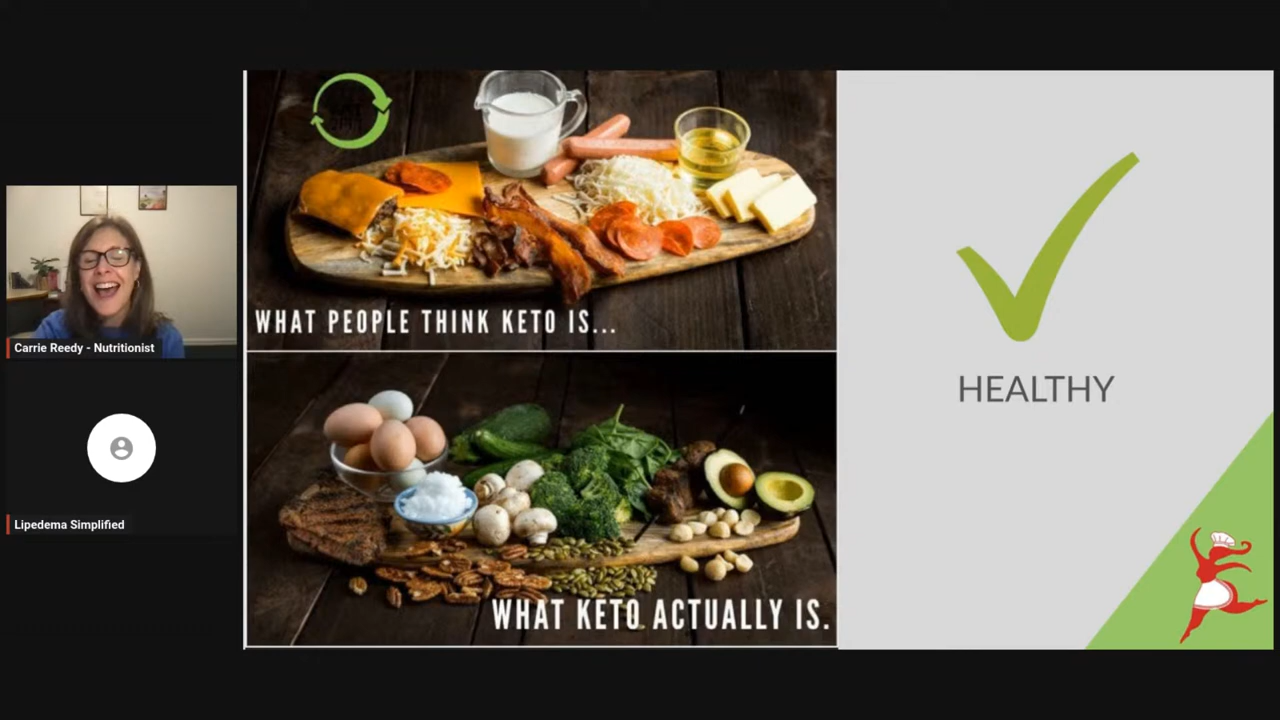 Carrie Reedy - Nutritionist
Lipedema Simplified
WHAT PEOPLE THINK KETO IS...
WHAT KETO ACTUALLY IS.
HEALTHY